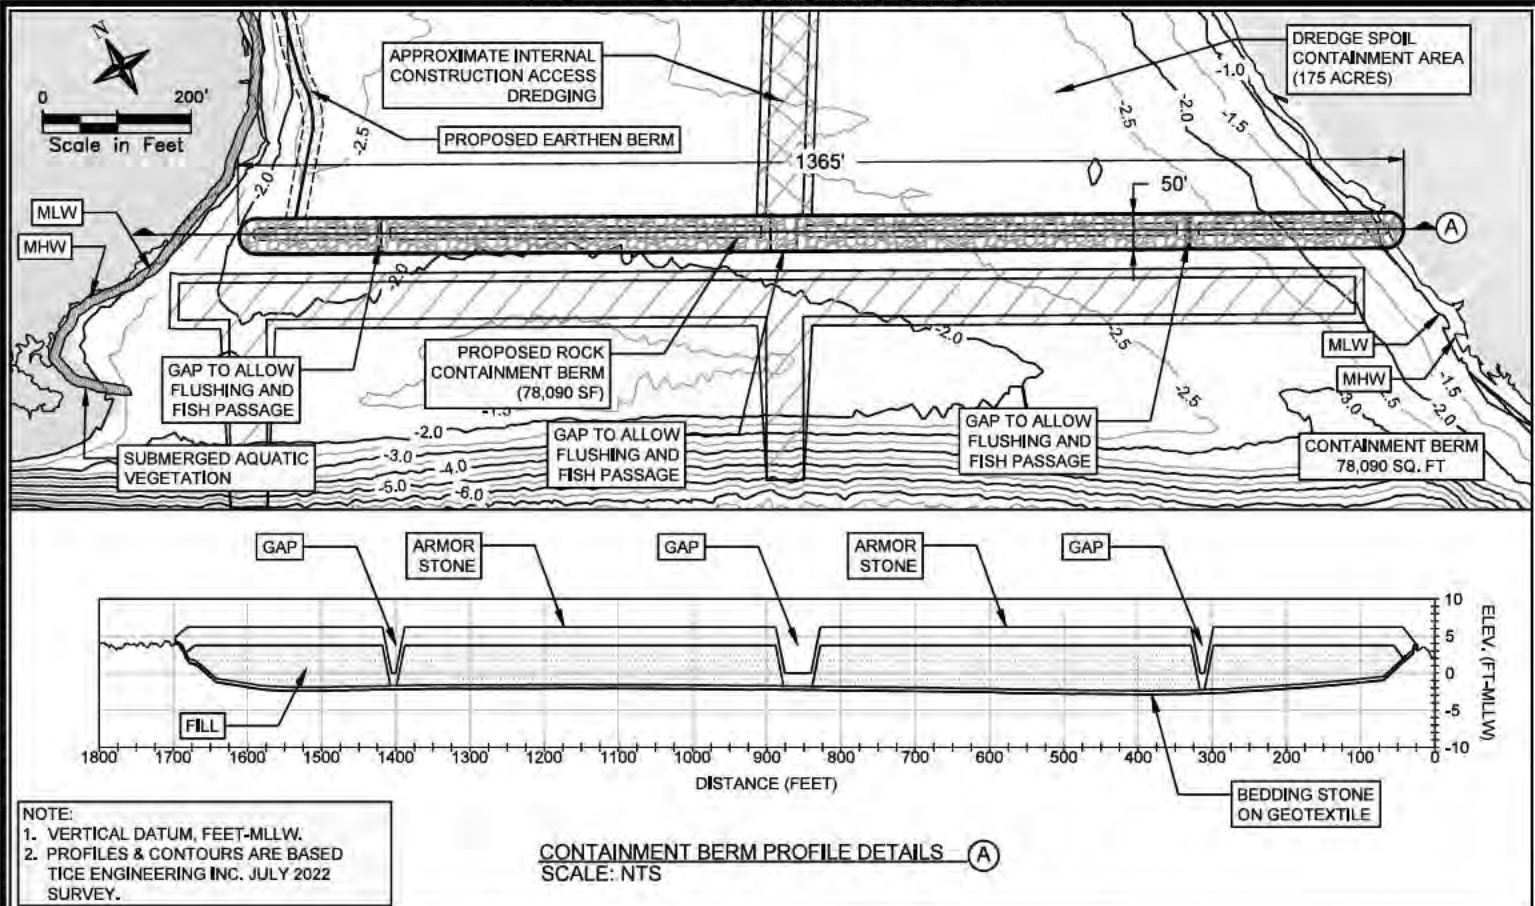 N
0 200'
Scale in Feet
APPROXIMATE INTERNAL
CONSTRUCTION ACCESS
DREDGING
DREDGE SPOIL
CONTAINMENT AREA
(175 ACRES)
PROPOSED EARTHEN BERM
-2.5
-2.0
1365'
50'
-2.5
-2.0
-1.0
-1.5
MLW
MHW
A
-2.0
-2.0
-2.5
-2.5
GAP TO ALLOW
FLUSHING AND
FISH PASSAGE
PROPOSED ROCK
CONTAINMENT BERM
(78,090 SF)
MLW
MHW
-1.5
-2.0
-3.0
-1.5
GAP TO ALLOW
FLUSHING AND
FISH PASSAGE
GAP TO ALLOW
FLUSHING AND
FISH PASSAGE
CONTAINMENT BERM
78,090 SQ. FT
SUBMERGED AQUATIC
VEGETATION
-2.0
-3.0
-4.0
-5.0
-6.0
GAP
ARMOR
STONE
GAP
ARMOR
STONE
GAP
FILL
10
5
0
-5
-10
ELEV. (FT-MLLW)
1800 1700 1600 1500 1400 1300 1200 1100 1000 900 800 700 600 500 400 300 200 100 0
DISTANCE (FEET)
BEDDING STONE
ON GEOTEXTILE
NOTE:
1. VERTICAL DATUM, FEET-MLLW.
2. PROFILES & CONTOURS ARE BASED
TICE ENGINEERING INC. JULY 2022
SURVEY.
CONTAINMENT BERM PROFILE DETAILS A
SCALE: NTS